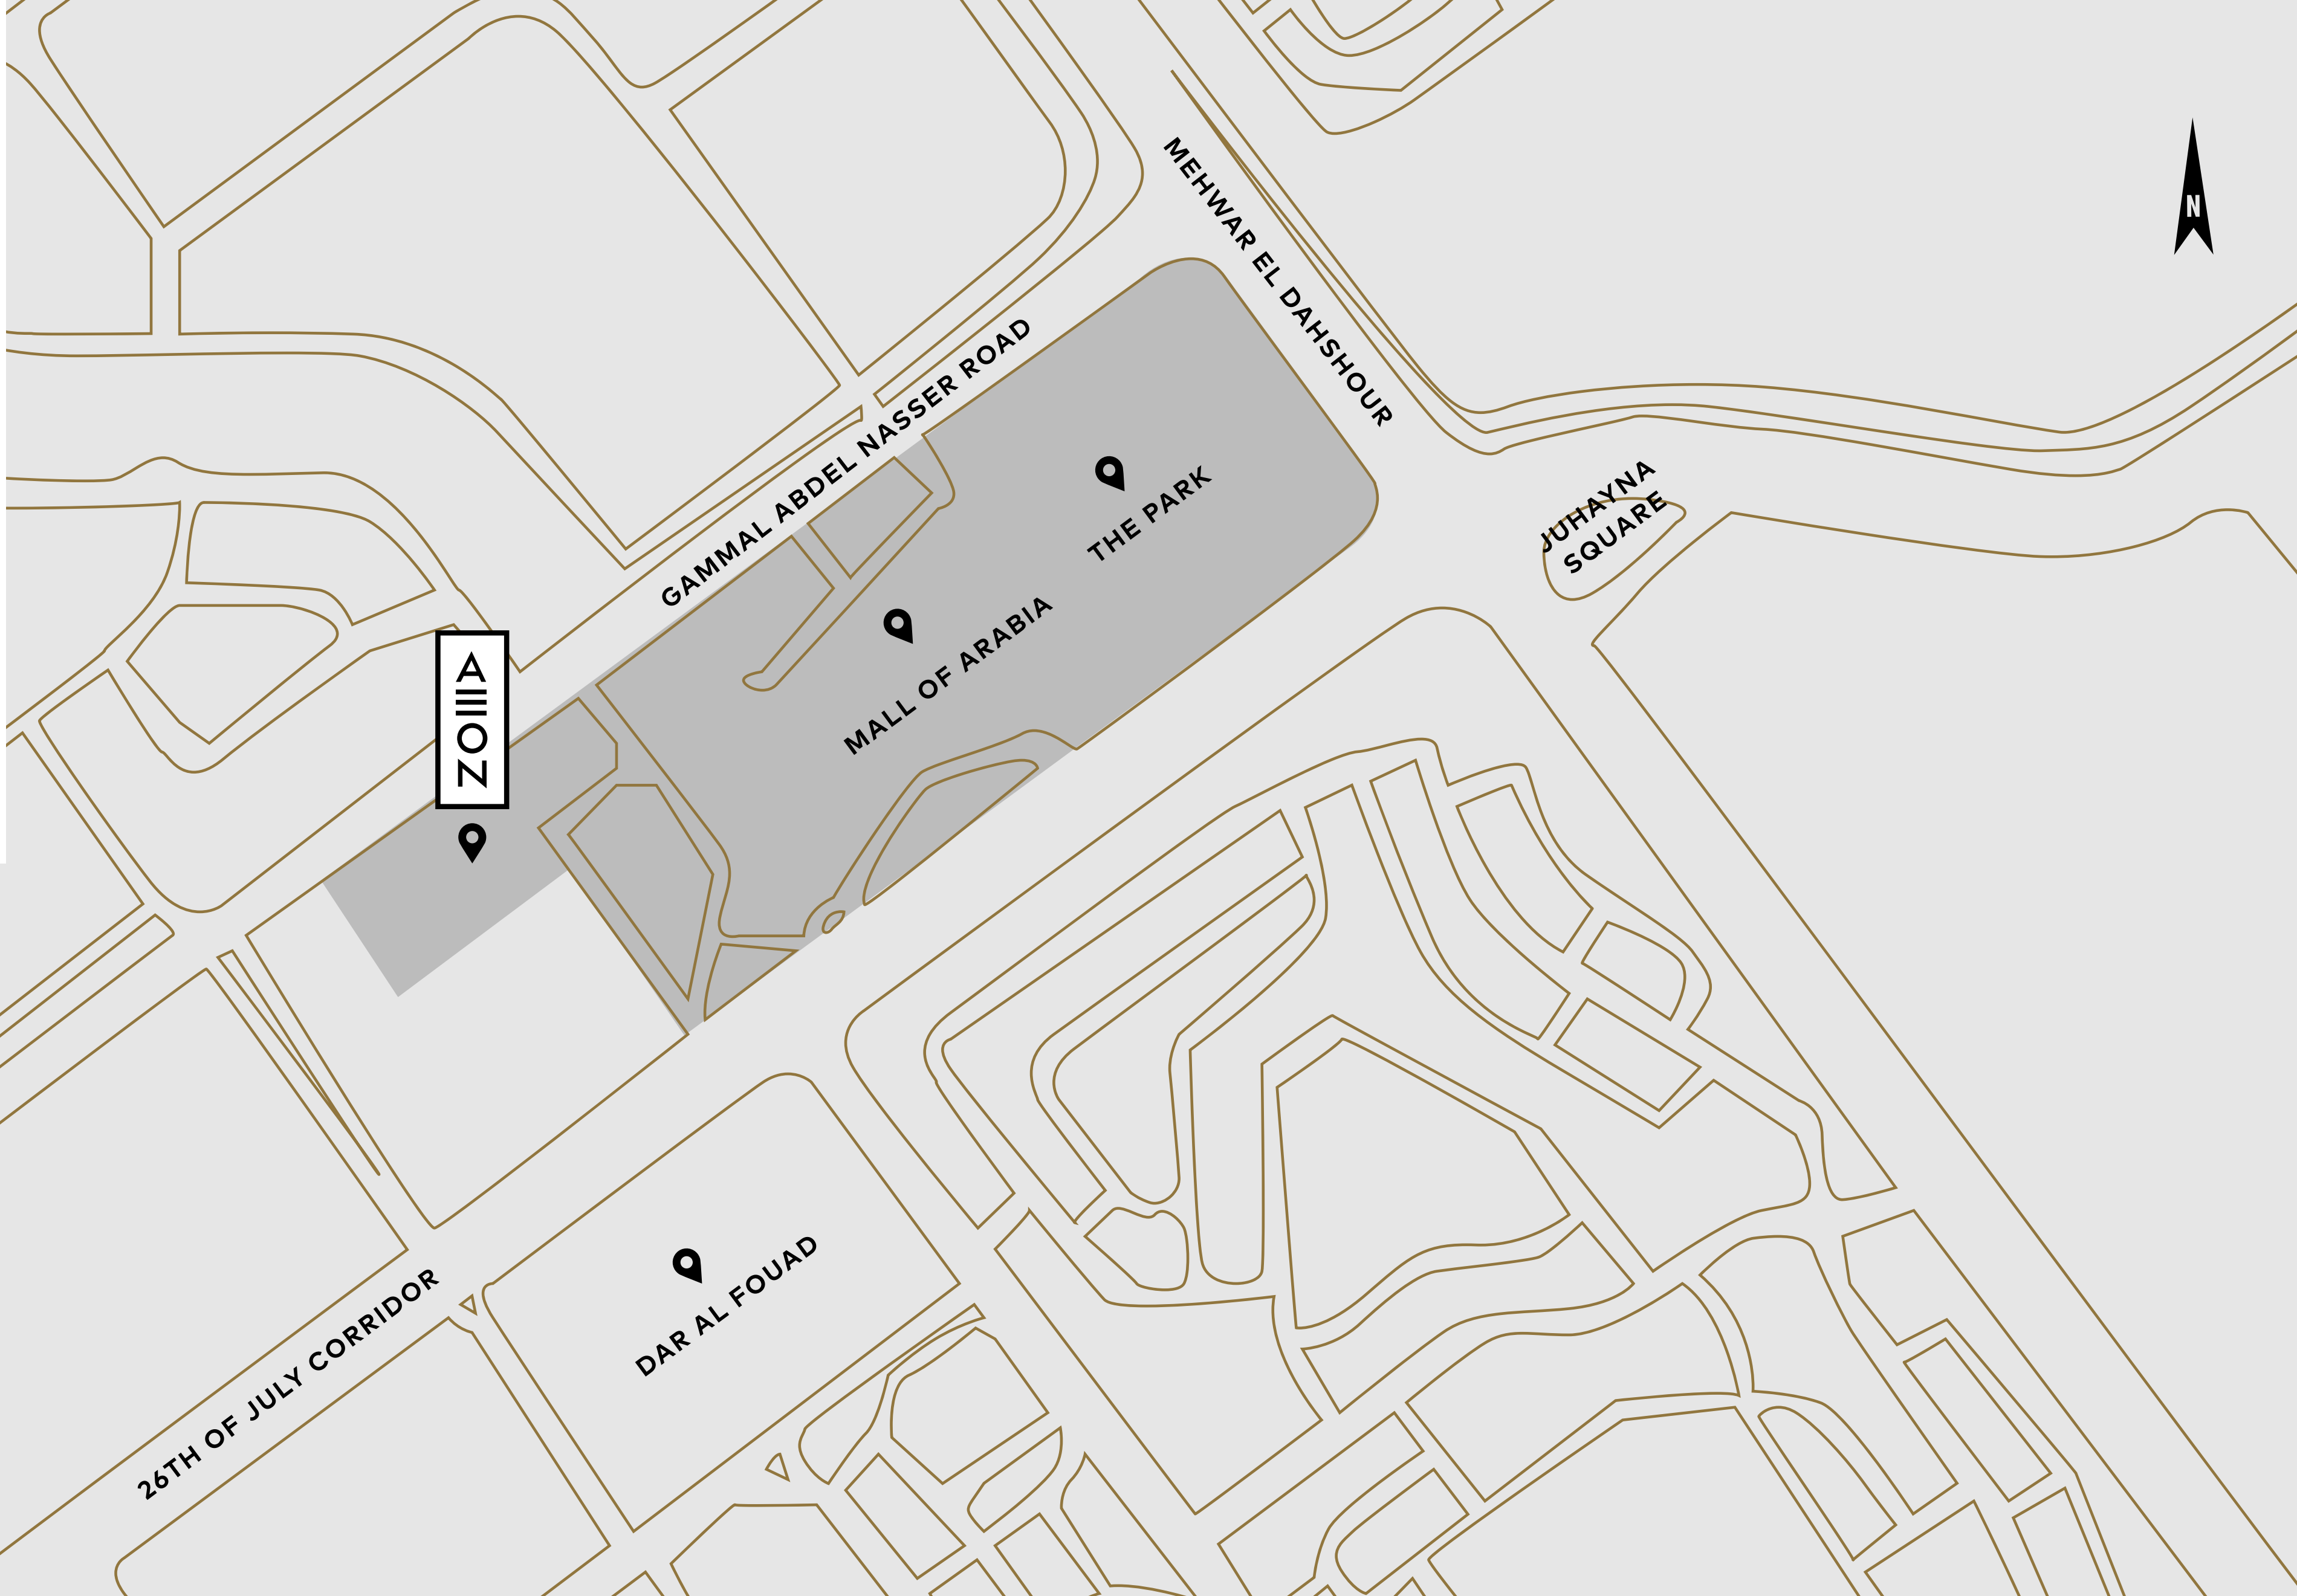 N
MEHWAR EL DAHSHOUR
GAMMAL ABDEL NASSER ROAD
THE PARK
JUHAYNA
SQUARE
MALL OF ARABIA
AEON
DAR AL FOUAD
26TH OF JULY CORRIDOR